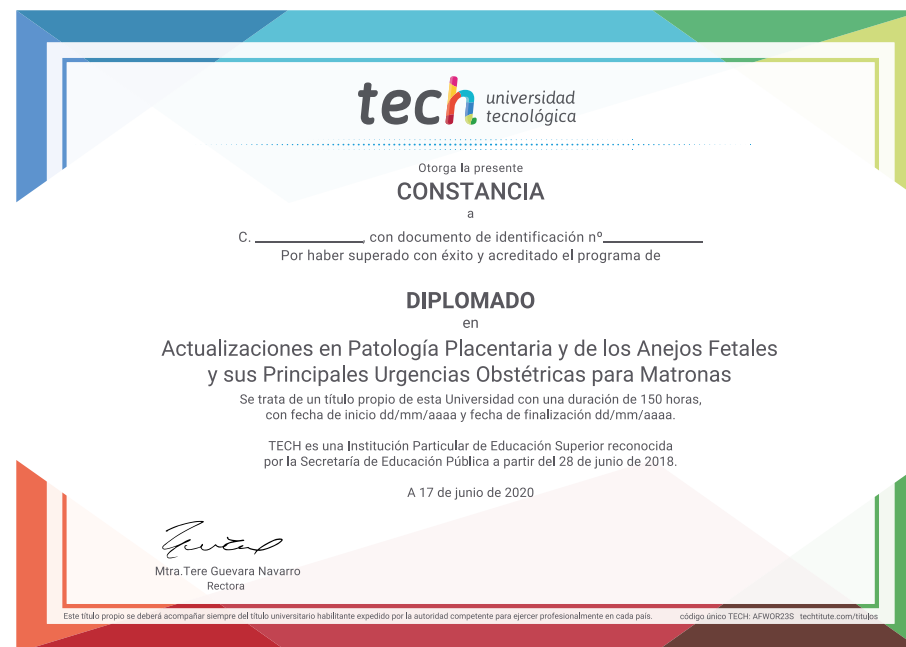 tech universidad
tecnológica
Otorga la presente
CONSTANCIA
a
C. ________________, con documento de identificación nº______________
Por haber superado con éxito y acreditado el programa de
DIPLOMADO
en
Actualizaciones en Patología Placentaria y de los Anejos Fetales
y sus Principales Urgencias Obstétricas para Matronas
Se trata de un título propio de esta Universidad con una duración de 150 horas,
con fecha de inicio dd/mm/aaaa y fecha de finalización dd/mm/aaaa.
TECH es una Institución Particular de Educación Superior reconocida
por la Secretaría de Educación Pública a partir del 28 de junio de 2018.
A 17 de junio de 2020
Mtra.Tere Guevara Navarro
Rectora
Este título propio se deberá acompañar siempre del título universitario habilitante expedido por la autoridad competente para ejercer profesionalmente en cada país. código único TECH: AFWOR23S techtitute.com/titulos